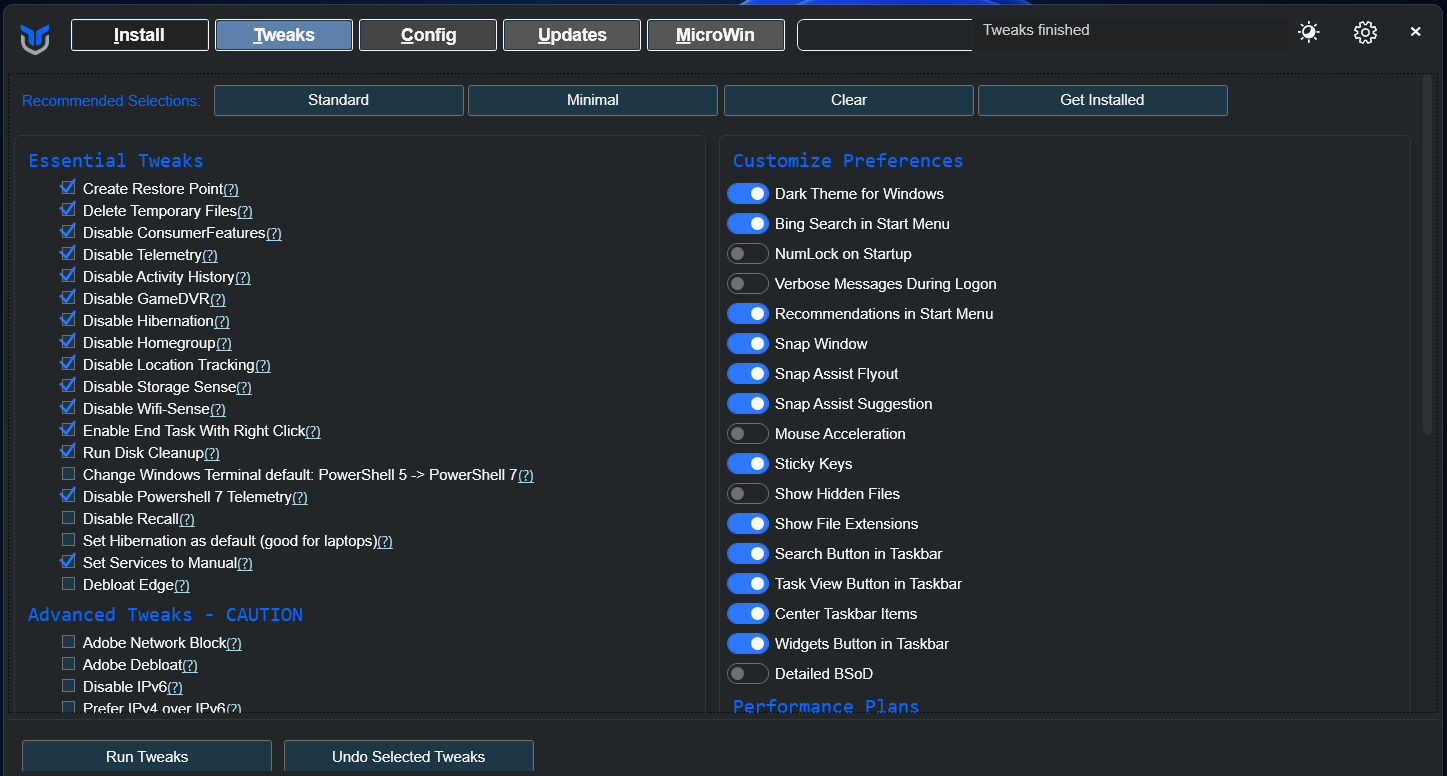 Install Tweaks Config Updates MicroWin Tweaks finished
Recommended Selections: Standard Minimal Clear Get Installed
Essential Tweaks
Create Restore Point(?)
Delete Temporary Files(?)
Disable ConsumerFeatures(?)
Disable Telemetry(?)
Disable Activity History(?)
Disable GameDVR(?)
Disable Hibernation(?)
Disable Homegroup(?)
Disable Location Tracking(?)
Disable Storage Sense(?)
Disable Wifi-Sense(?)
Enable End Task With Right Click(?)
Run Disk Cleanup(?)
Change Windows Terminal default: PowerShell 5 -> PowerShell 7(?)
Disable Powershell 7 Telemetry(?)
Disable Recall(?)
Set Hibernation as default (good for laptops)(?)
Set Services to Manual(?)
Debloat Edge(?)
Advanced Tweaks - CAUTION
Adobe Network Block(?)
Adobe Debloat(?)
Disable IPv6(?)
Prefer IPv4 over IPv6(?)
Customize Preferences
Dark Theme for Windows
Bing Search in Start Menu
NumLock on Startup
Verbose Messages During Logon
Recommendations in Start Menu
Snap Window
Snap Assist Flyout
Snap Assist Suggestion
Mouse Acceleration
Sticky Keys
Show Hidden Files
Show File Extensions
Search Button in Taskbar
Task View Button in Taskbar
Center Taskbar Items
Widgets Button in Taskbar
Detailed BSoD
Performance Plans
Run Tweaks Undo Selected Tweaks